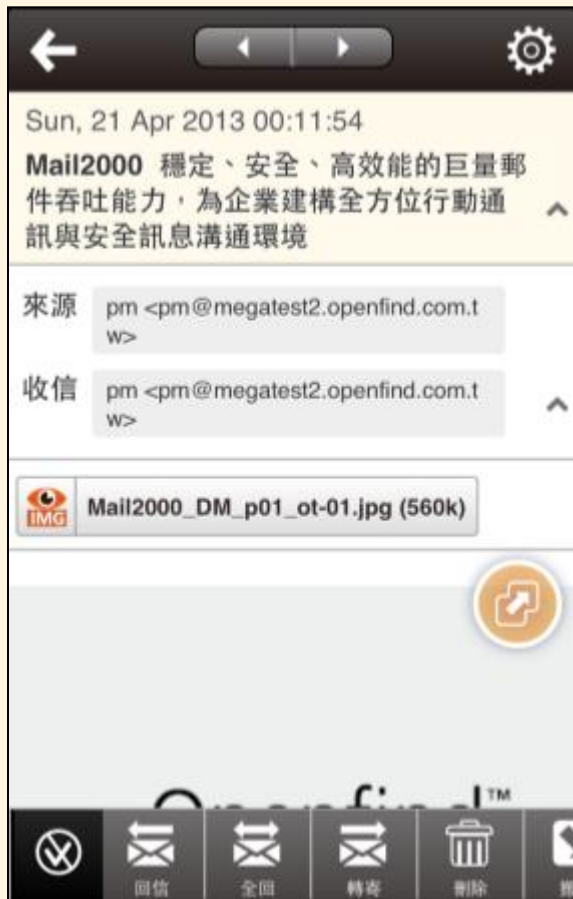 Sun, 21 Apr 2013 00:11:54
Mail2000 穩定、安全、高效能的巨量郵
件吞吐能力，為企業建構全方位行動通
訊與安全訊息溝通環境
來源 pm <pm@megatest2.openfind.com.t
w>
收信 pm <pm@megatest2.openfind.com.t
w>
IMG Mail2000_DM_p01_ot-01.jpg (560k)
Openfind™
回信 全回 轉寄 刪除